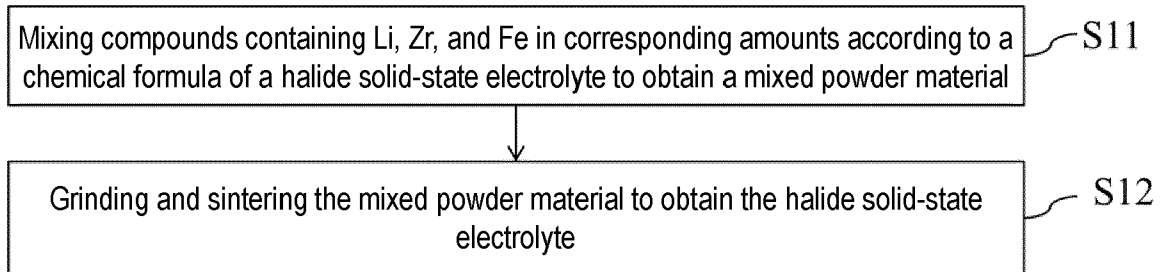 Mixing compounds containing Li, Zr, and Fe in corresponding amounts according to a
chemical formula of a halide solid-state electrolyte to obtain a mixed powder material
S11
Grinding and sintering the mixed powder material to obtain the halide solid-state
electrolyte
S12